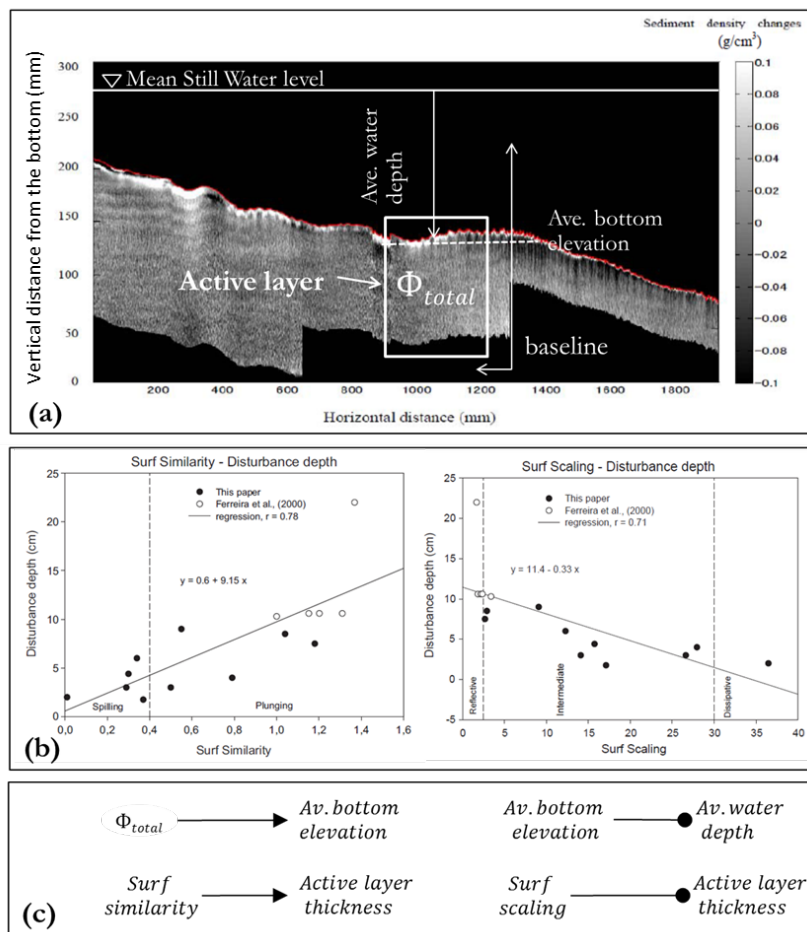 Sediment density changes
(g/cm³)
300
250
200
150
100
50
0
Vertical distance from the bottom (mm)
Mean Still Water level
Ave. water
depth
Ave. bottom
elevation
Active layer
Φtotal
baseline
0.1
0.08
0.06
0.04
0.02
0
-0.02
-0.04
-0.06
-0.08
-0.1
200 400 600 800 1000 1200 1400 1600 1800
Horizontal distance (mm)
(a)
Surf Similarity - Disturbance depth
25
20
15
10
5
0
Disturbance depth (cm)
This paper
Ferreira et al., (2000)
regression, r = 0.78
y = 0.6 + 9.15 x
Spilling
Plunging
0,0 0,2 0,4 0,6 0,8 1,0 1,2 1,4 1,6
Surf Similarity
Surf Scaling - Disturbance depth
25
20
15
10
5
0
-5
Disturbance depth (cm)
This paper
Ferreira et al., (2000)
regression, r = 0.71
y = 11.4 - 0.33 x
Reflective
Intermediate
Dissipative
0 5 10 15 20 25 30 35 40
Surf Scaling
(b)
Φtotal
Av. bottom
elevation
Av. bottom
elevation
Av. water
depth
Surf
similarity
Active layer
thickness
Surf
scaling
Active layer
thickness
(c)